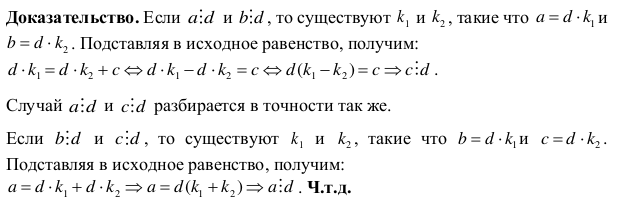 Доказательство. Если a⋮d и b⋮d, то существуют k₁ и k₂, такие что a = d · k₁ и
b = d · k₂. Подставляя в исходное равенство, получим:
d · k₁ = d · k₂ + c ⇔ d · k₁ − d · k₂ = c ⇔ d(k₁ − k₂) = c ⇒ c⋮d.
Случай a⋮d и c⋮d разбирается в точности так же.
Если b⋮d и c⋮d, то существуют k₁ и k₂, такие что b = d · k₁ и c = d · k₂.
Подставляя в исходное равенство, получим:
a = d · k₁ + d · k₂ ⇒ a = d(k₁ + k₂) ⇒ a⋮d. Ч.т.д.